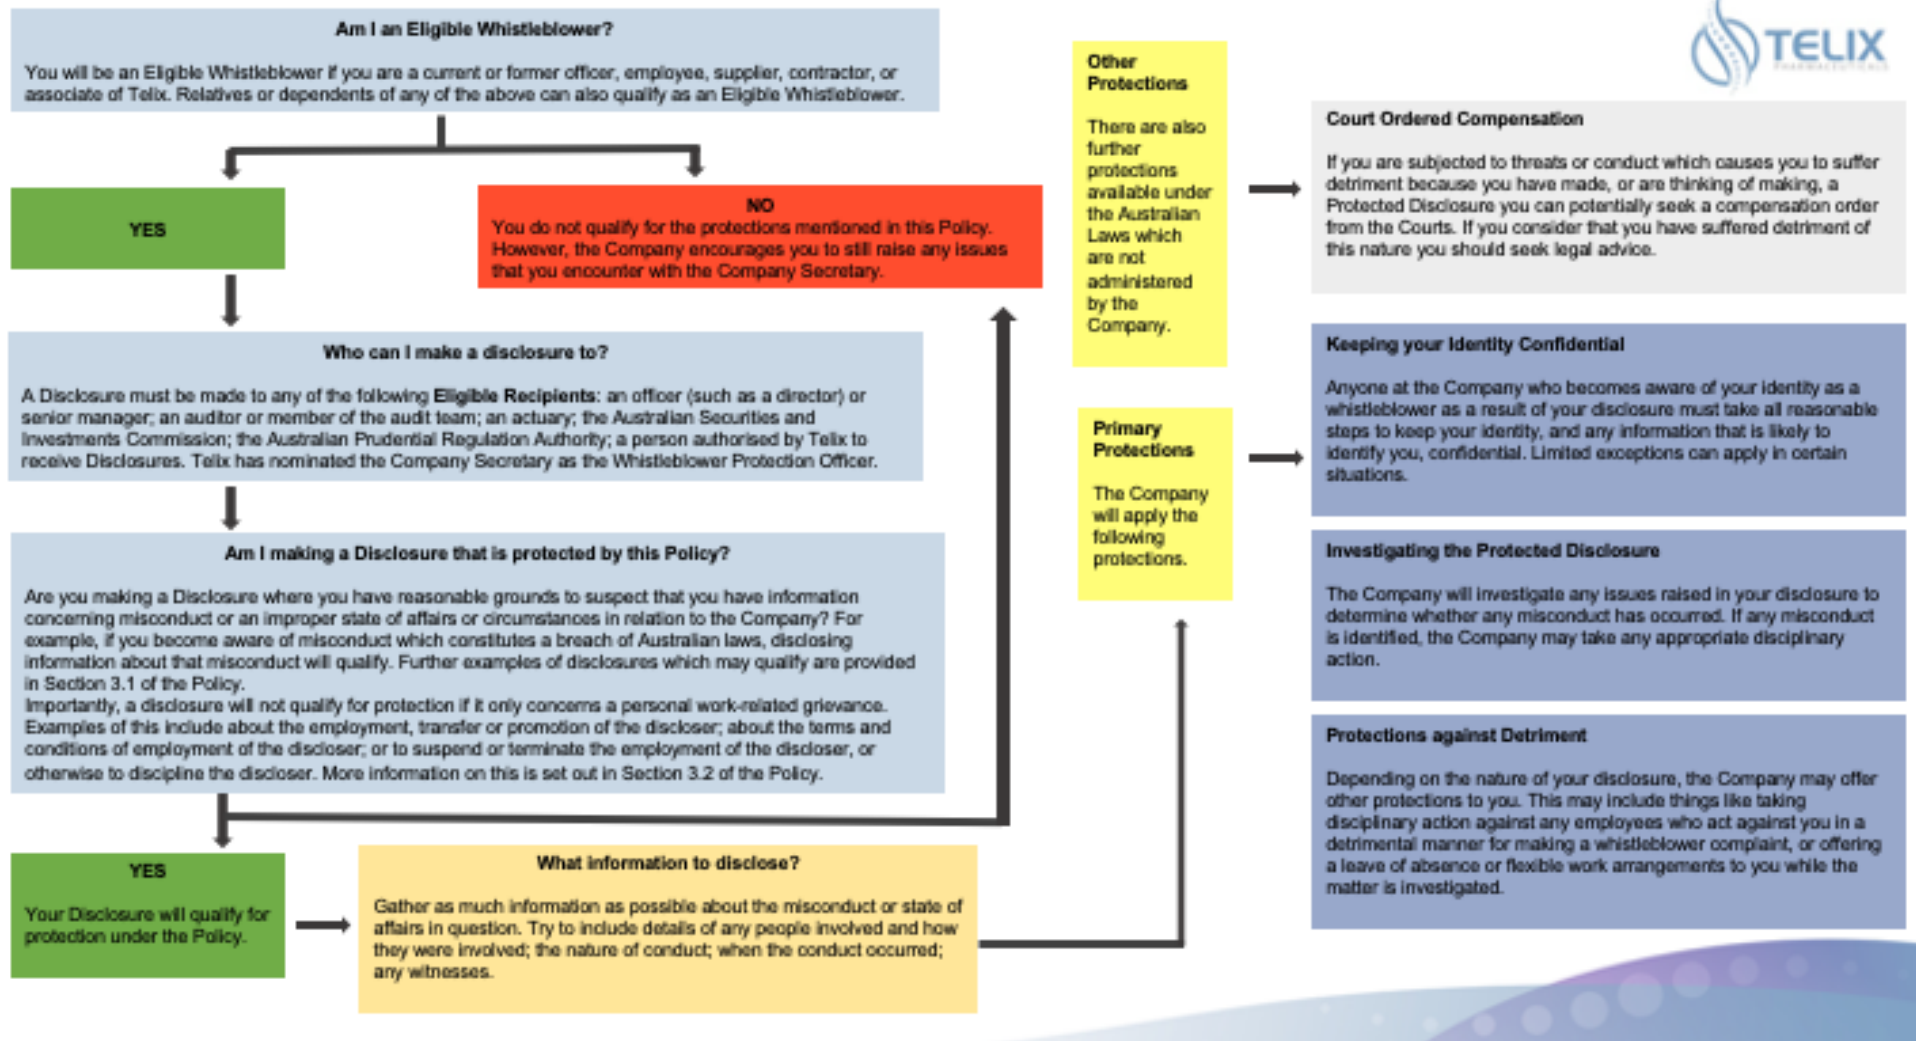 Am I an Eligible Whistleblower?
You will be an Eligible Whistleblower if you are a current or former officer, employee, supplier, contractor, or
associate of Telix. Relatives or dependents of any of the above can also qualify as an Eligible Whistleblower.
YES
NO
You do not qualify for the protections mentioned in this Policy.
However, the Company encourages you to still raise any issues
that you encounter with the Company Secretary.
Who can I make a disclosure to?
A Disclosure must be made to any of the following Eligible Recipients: an officer (such as a director) or
senior manager; an auditor or member of the audit team; an actuary; the Australian Securities and
Investments Commission; the Australian Prudential Regulation Authority; a person authorised by Telix to
receive Disclosures. Telix has nominated the Company Secretary as the Whistleblower Protection Officer.
Am I making a Disclosure that is protected by this Policy?
Are you making a Disclosure where you have reasonable grounds to suspect that you have information
concerning misconduct or an improper state of affairs or circumstances in relation to the Company? For
example, if you become aware of misconduct which constitutes a breach of Australian laws, disclosing
information about that misconduct will qualify. Further examples of disclosures which may qualify are provided
in Section 3.1 of the Policy.
Importantly, a disclosure will not qualify for protection if it only concerns a personal work-related grievance.
Examples of this include about the employment, transfer or promotion of the discloser; about the terms and
conditions of employment of the discloser; or to suspend or terminate the employment of the discloser, or
otherwise to discipline the discloser. More information on this is set out in Section 3.2 of the Policy.
YES
Your Disclosure will qualify for
protection under the Policy.
What information to disclose?
Gather as much information as possible about the misconduct or state of
affairs in question. Try to include details of any people involved and how
they were involved; the nature of conduct; when the conduct occurred;
any witnesses.
Other
Protections
There are also
further
protections
available under
the Australian
Laws which
are not
administered
by the
Company.
Primary
Protections
The Company
will apply the
following
protections.
TELIX
PHARMACEUTICALS
Court Ordered Compensation
If you are subjected to threats or conduct which causes you to suffer
detriment because you have made, or are thinking of making, a
Protected Disclosure you can potentially seek a compensation order
from the Courts. If you consider that you have suffered detriment of
this nature you should seek legal advice.
Keeping your Identity Confidential
Anyone at the Company who becomes aware of your identity as a
whistleblower as a result of your disclosure must take all reasonable
steps to keep your identity, and any information that is likely to
identify you, confidential. Limited exceptions can apply in certain
situations.
Investigating the Protected Disclosure
The Company will investigate any issues raised in your disclosure to
determine whether any misconduct has occurred. If any misconduct
is identified, the Company may take any appropriate disciplinary
action.
Protections against Detriment
Depending on the nature of your disclosure, the Company may offer
other protections to you. This may include things like taking
disciplinary action against any employees who act against you in a
detrimental manner for making a whistleblower complaint, or offering
a leave of absence or flexible work arrangements to you while the
matter is investigated.